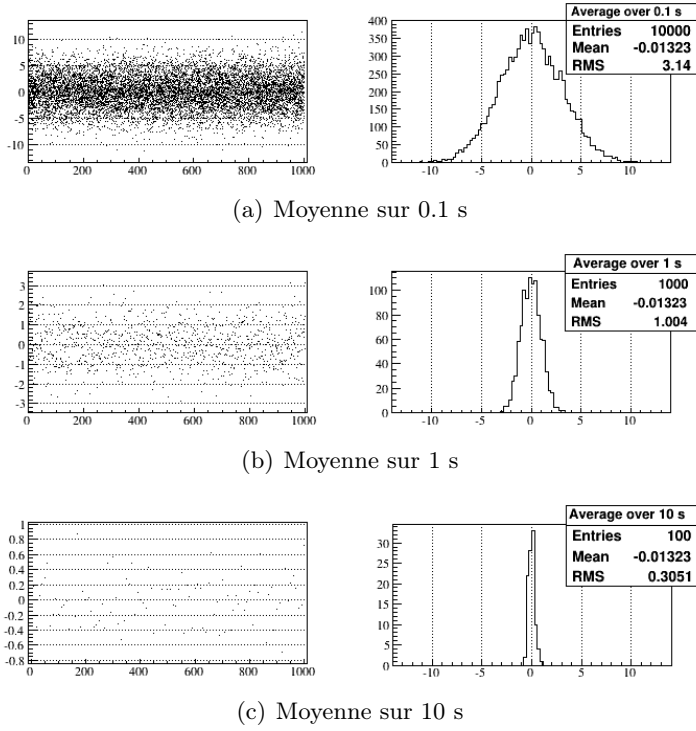 Average over 0.1 s
Entries 10000
Mean -0.01323
RMS 3.14
10
5
0
-5
-10
0 200 400 600 800 1000
400
350
300
250
200
150
100
50
0
-10 -5 0 5 10
(a) Moyenne sur 0.1 s
Average over 1 s
Entries 1000
Mean -0.01323
RMS 1.004
3
2
1
0
-1
-2
-3
0 200 400 600 800 1000
100
80
60
40
20
0
-10 -5 0 5 10
(b) Moyenne sur 1 s
Average over 10 s
Entries 100
Mean -0.01323
RMS 0.3051
1
0.8
0.6
0.4
0.2
0
-0.2
-0.4
-0.6
-0.8
0 200 400 600 800 1000
30
25
20
15
10
5
0
-10 -5 0 5 10
(c) Moyenne sur 10 s